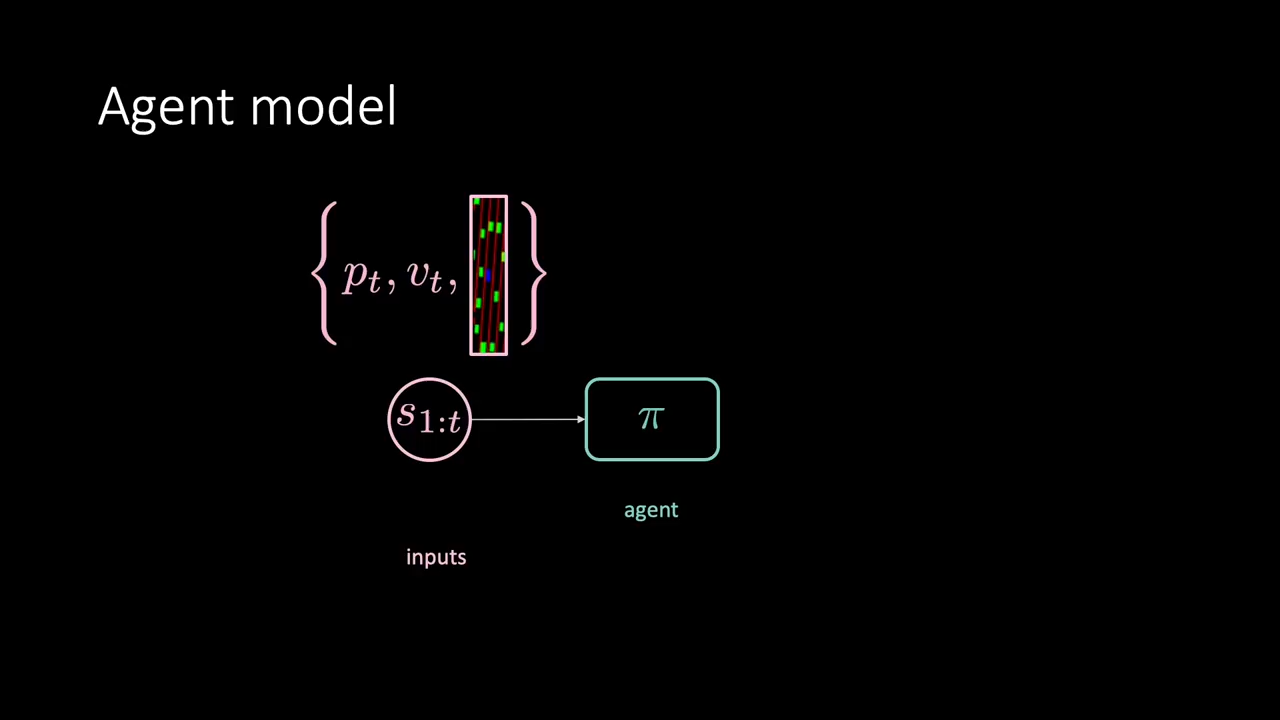 Agent model
{ p_t, v_t, }
s_{1:t} π
agent
inputs